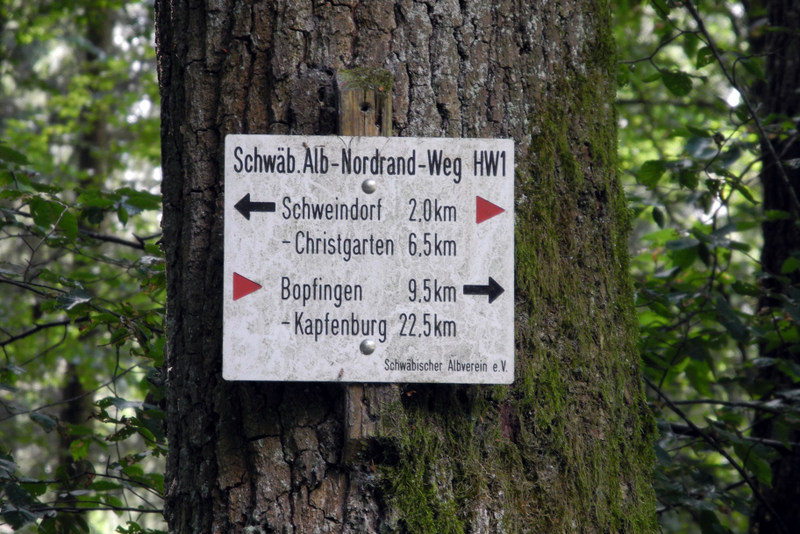 Schwäb. Alb-Nordrand-Weg HW1
Schweindorf 2,0km
-Christgarten 6,5km
Bopfingen 9,5km
-Kapfenburg 22,5km
Schwäbischer Albverein e.V.